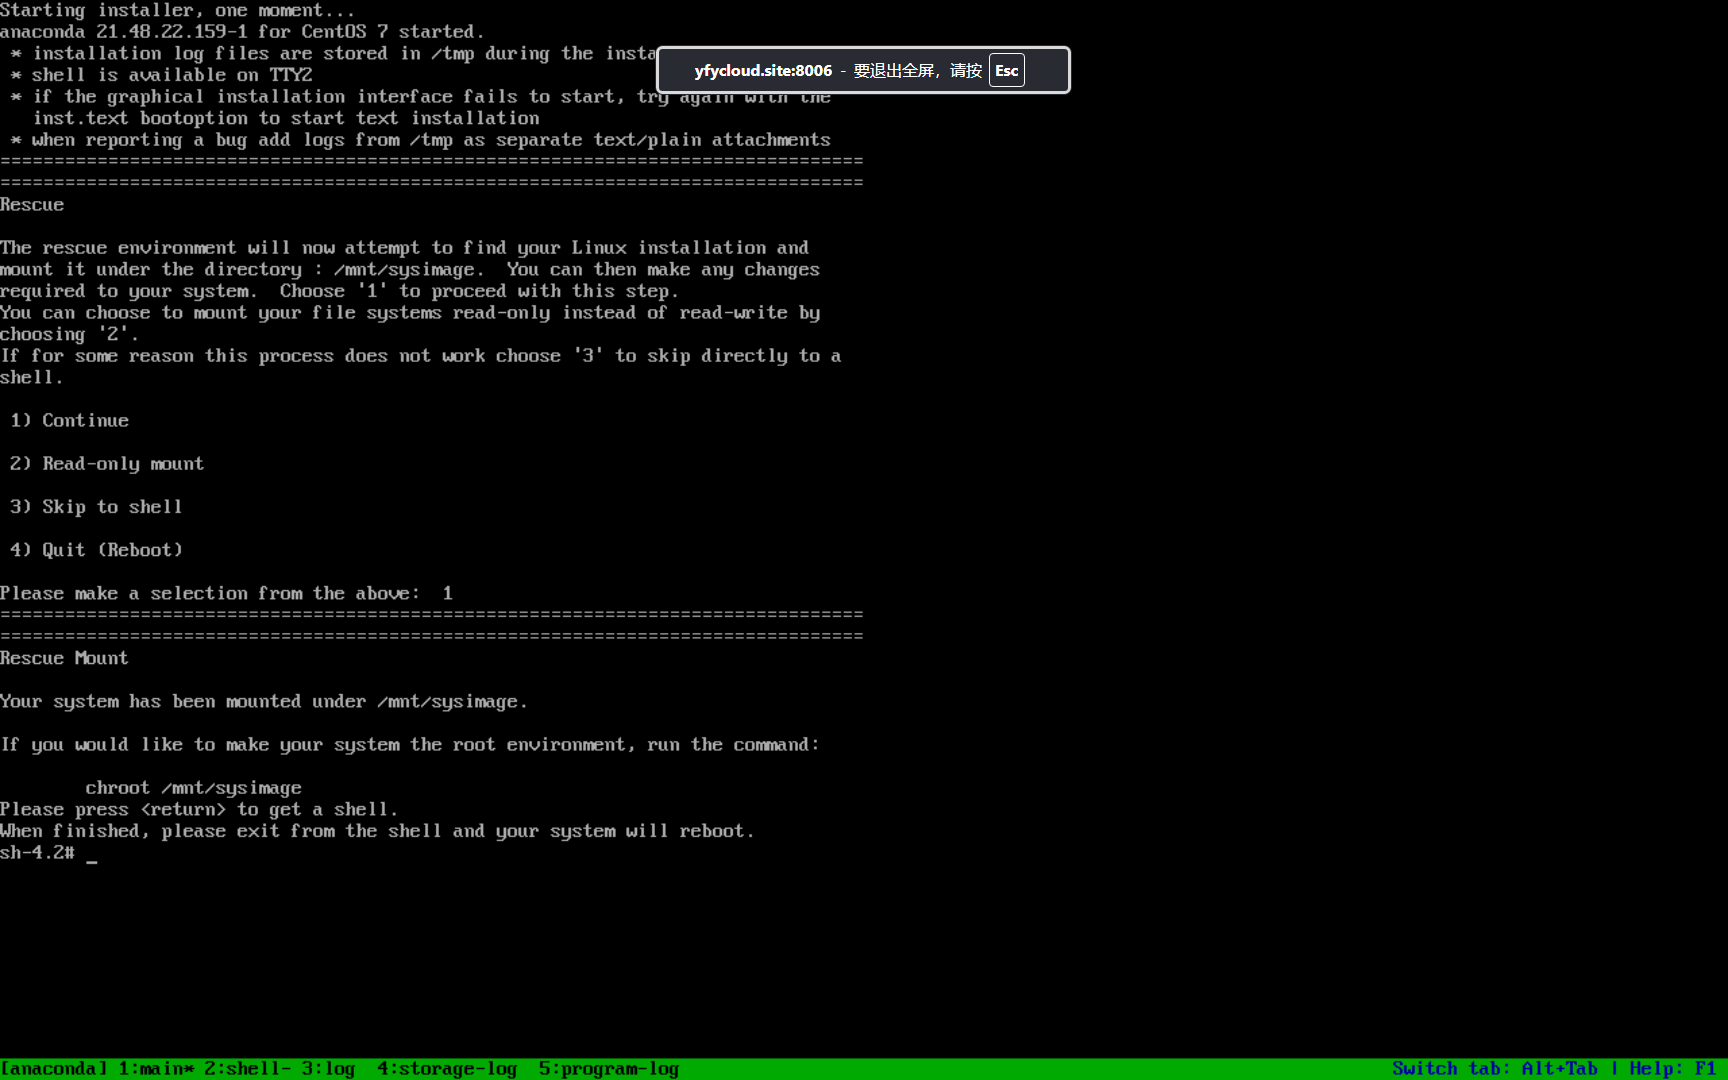 Starting installer, one moment...
anaconda 21.48.22.159-1 for CentOS 7 started.
 * installation log files are stored in /tmp during the insta
yfycloud.site:8006 - 要退出全屏，请按 Esc
 * shell is available on TTY2
 * if the graphical installation interface fails to start, try again with the
   inst.text bootoption to start text installation
 * when reporting a bug add logs from /tmp as separate text/plain attachments
================================================================================
================================================================================
Rescue

The rescue environment will now attempt to find your Linux installation and
mount it under the directory : /mnt/sysimage.  You can then make any changes
required to your system.  Choose '1' to proceed with this step.
You can choose to mount your file systems read-only instead of read-write by
choosing '2'.
If for some reason this process does not work choose '3' to skip directly to a
shell.

 1) Continue

 2) Read-only mount

 3) Skip to shell

 4) Quit (Reboot)

Please make a selection from the above:  1
================================================================================
================================================================================
Rescue Mount

Your system has been mounted under /mnt/sysimage.

If you would like to make your system the root environment, run the command:

        chroot /mnt/sysimage
Please press <return> to get a shell.
When finished, please exit from the shell and your system will reboot.
sh-4.2# _
[anaconda] 1:main* 2:shell- 3:log  4:storage-log  5:program-log
Switch tab: Alt+Tab | Help: F1